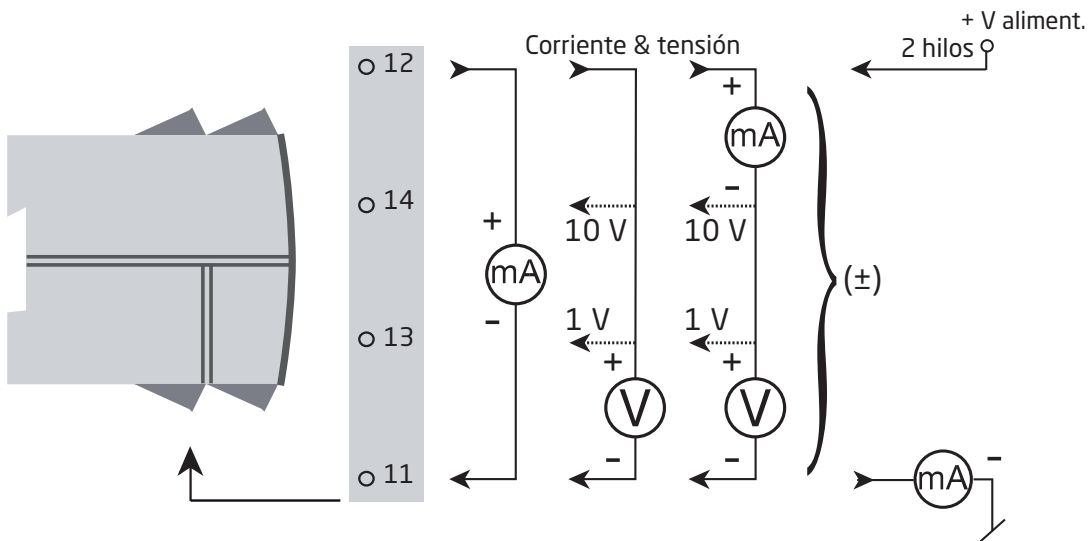 + V aliment.
Corriente & tensión
2 hilos
12
+
mA
-
14
10 V
10 V
+
mA
-
(±)
13
1 V
1 V
+
+
V
V
-
-
11
mA
-